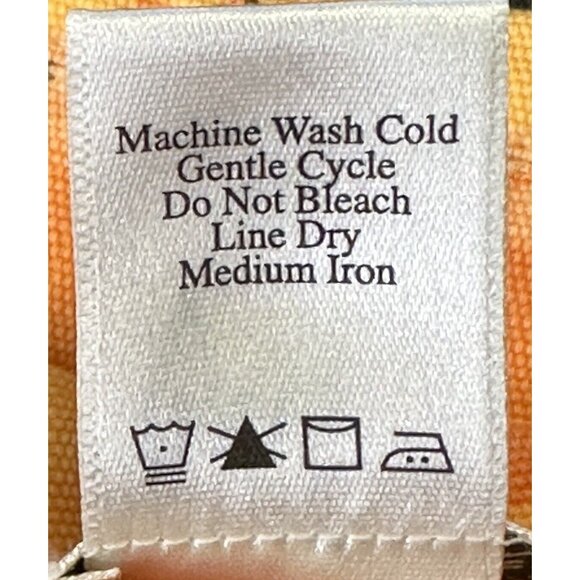 Machine Wash Cold
Gentle Cycle
Do Not Bleach
Line Dry
Medium Iron